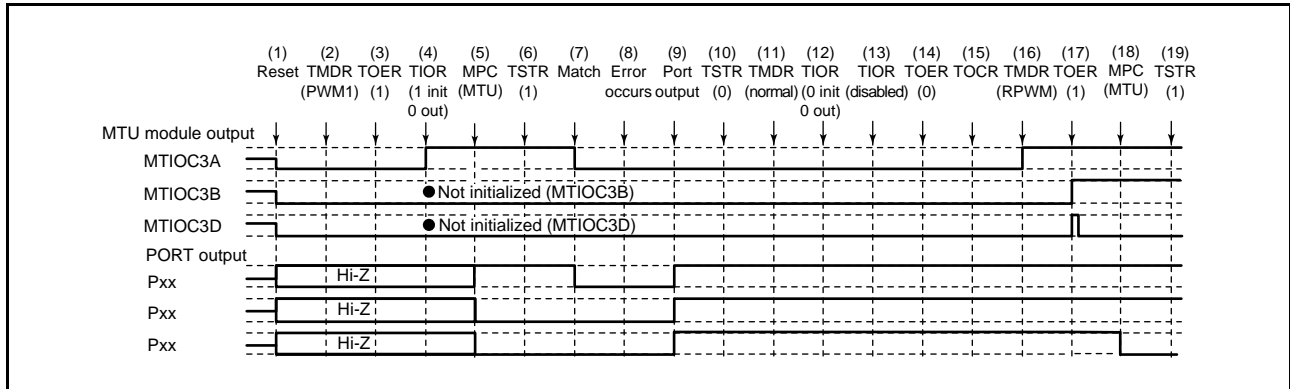 (1) (2) (3) (4) (5) (6) (7) (8) (9) (10) (11) (12) (13) (14) (15) (16) (17) (18) (19)
Reset TMDR TOER TIOR MPC TSTR Match Error Port TSTR TMDR TIOR TIOR TOER TOCR TMDR TOER MPC TSTR
(PWM1) (1) (1 init (MTU) (1) occurs output (0) (normal) (0 init (disabled) (0) (RPWM) (1) (MTU) (1)
0 out) 0 out)
MTU module output
MTIOC3A
MTIOC3B ●Not initialized (MTIOC3B)
MTIOC3D ●Not initialized (MTIOC3D)
PORT output
Pxx Hi-Z
Pxx Hi-Z
Pxx Hi-Z